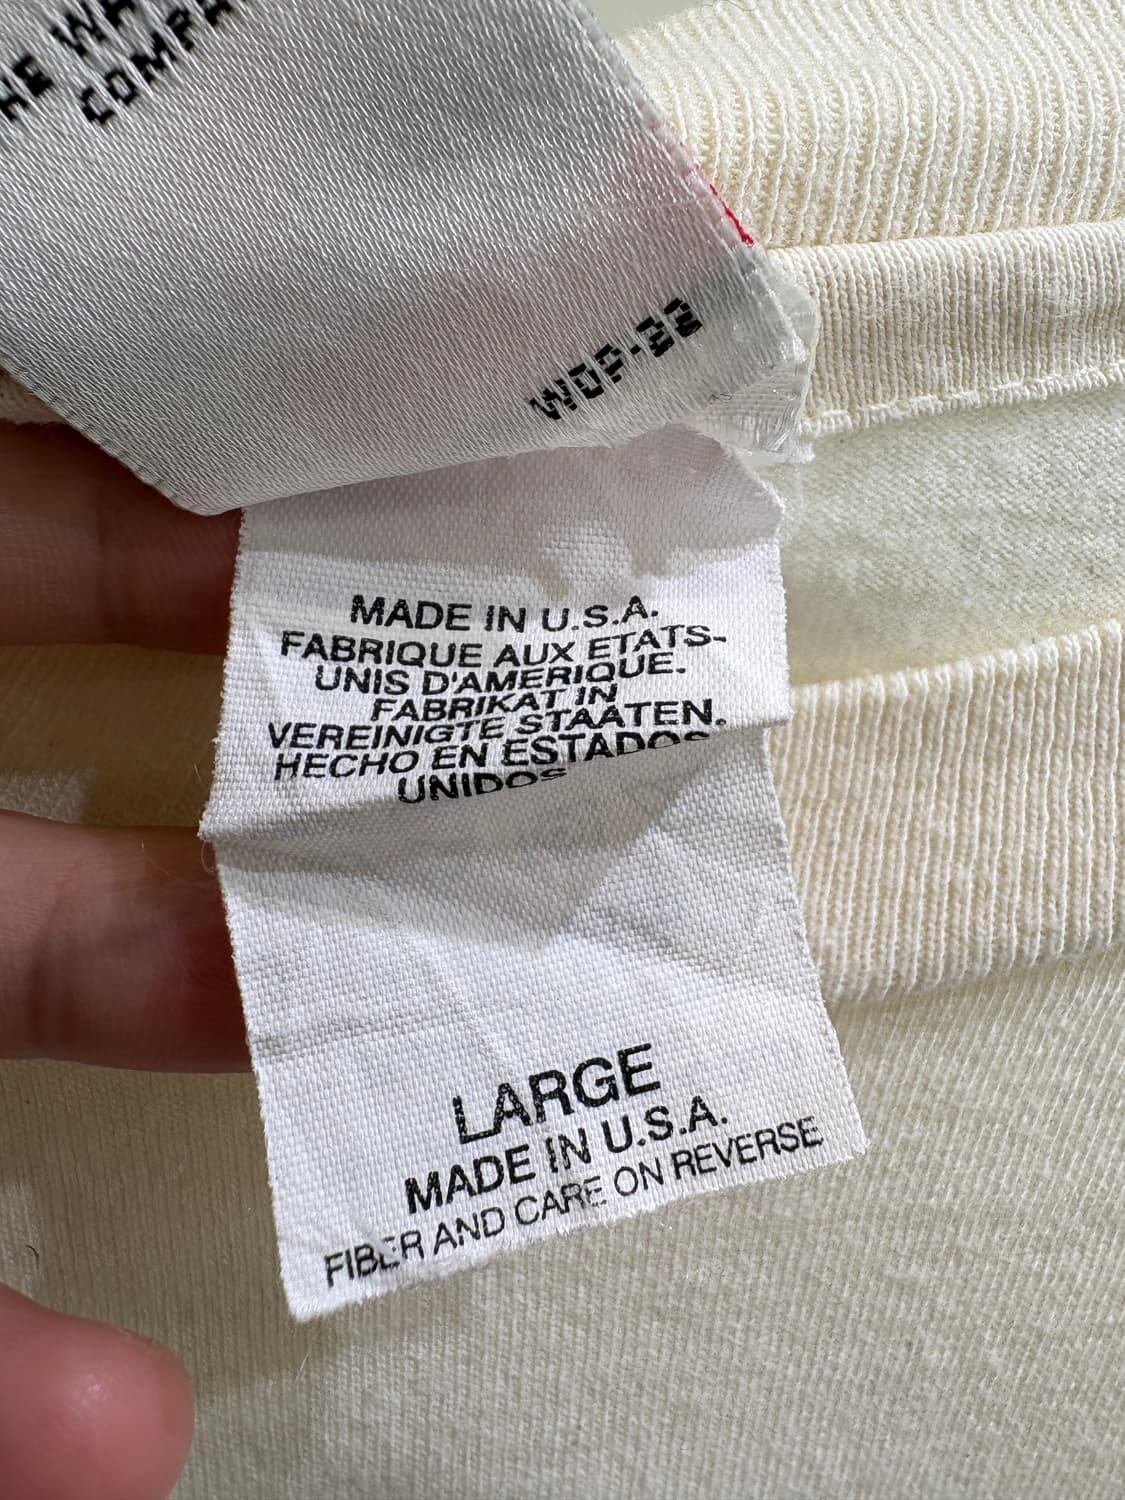 COMPA
WDP-22
MADE IN U.S.A.
FABRIQUE AUX ETATS-
UNIS D'AMERIQUE.
FABRIKAT IN
VEREINIGTE STAATEN.
HECHO EN ESTADOS
UNIDOS
LARGE
MADE IN U.S.A.
FIBER AND CARE ON REVERSE